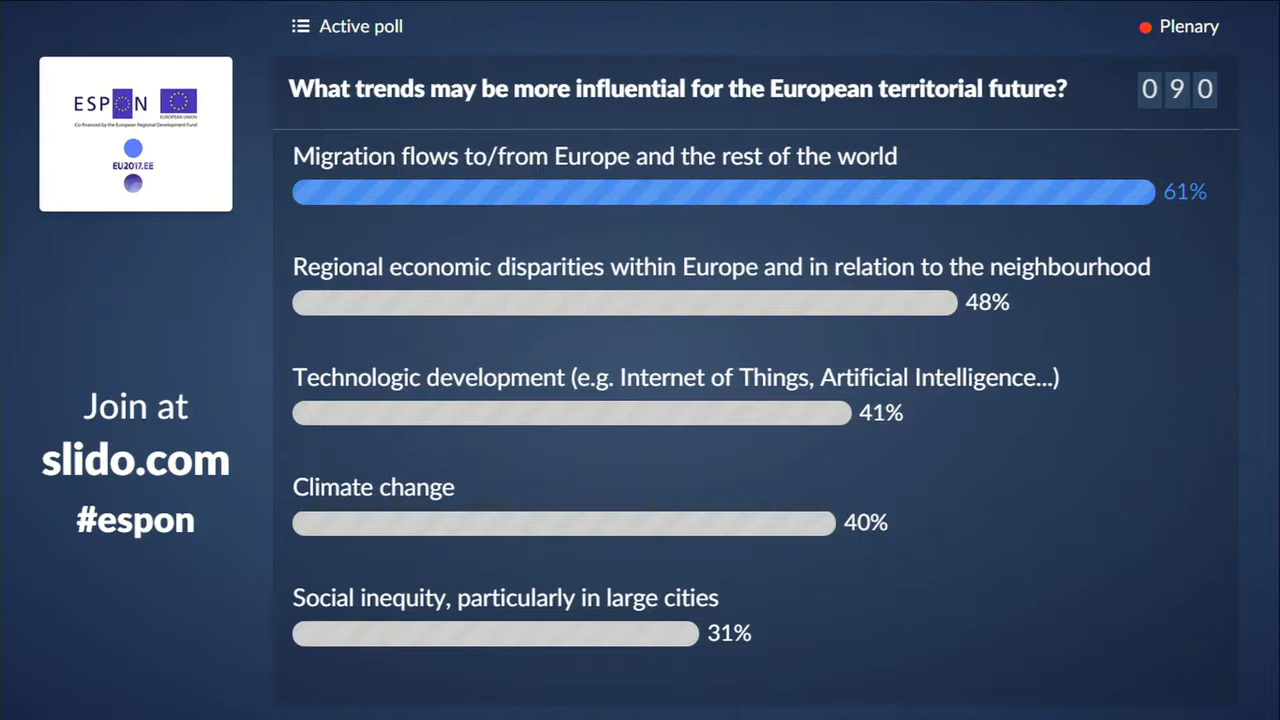 Active poll
Plenary
ESPON
EUROPEAN UNION
Co-financed by the European Regional Development Fund
EU2017.EE
What trends may be more influential for the European territorial future?
090
Migration flows to/from Europe and the rest of the world
61%
Regional economic disparities within Europe and in relation to the neighbourhood
48%
Technologic development (e.g. Internet of Things, Artificial Intelligence...)
41%
Climate change
40%
Social inequity, particularly in large cities
31%
Join at
slido.com
#espon